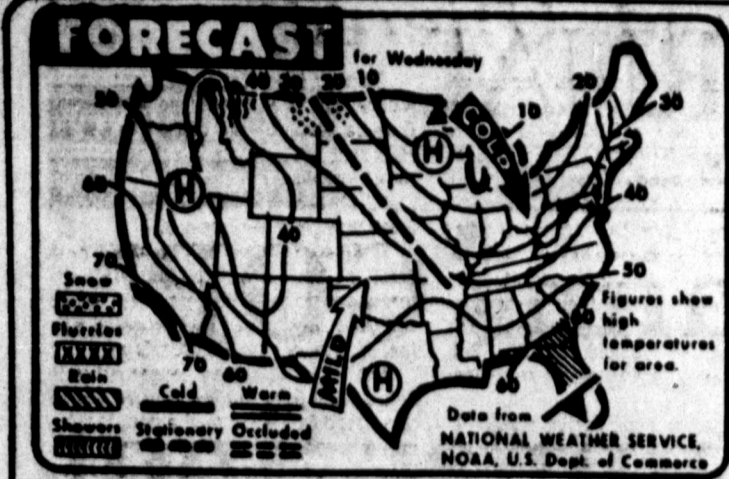 FORECAST
for Wednesday
40 30 20 10
20
30
10
COLD
50
H
H
60
40
40
70
50
Snow
Flurries
Rain
Showers
Cold
Warm
Stationary
Occluded
70
60
MILD
H
60
60
Figures show
high
temperatures
for area.
Data from
NATIONAL WEATHER SERVICE,
NOAA, U.S. Dept. of Commerce